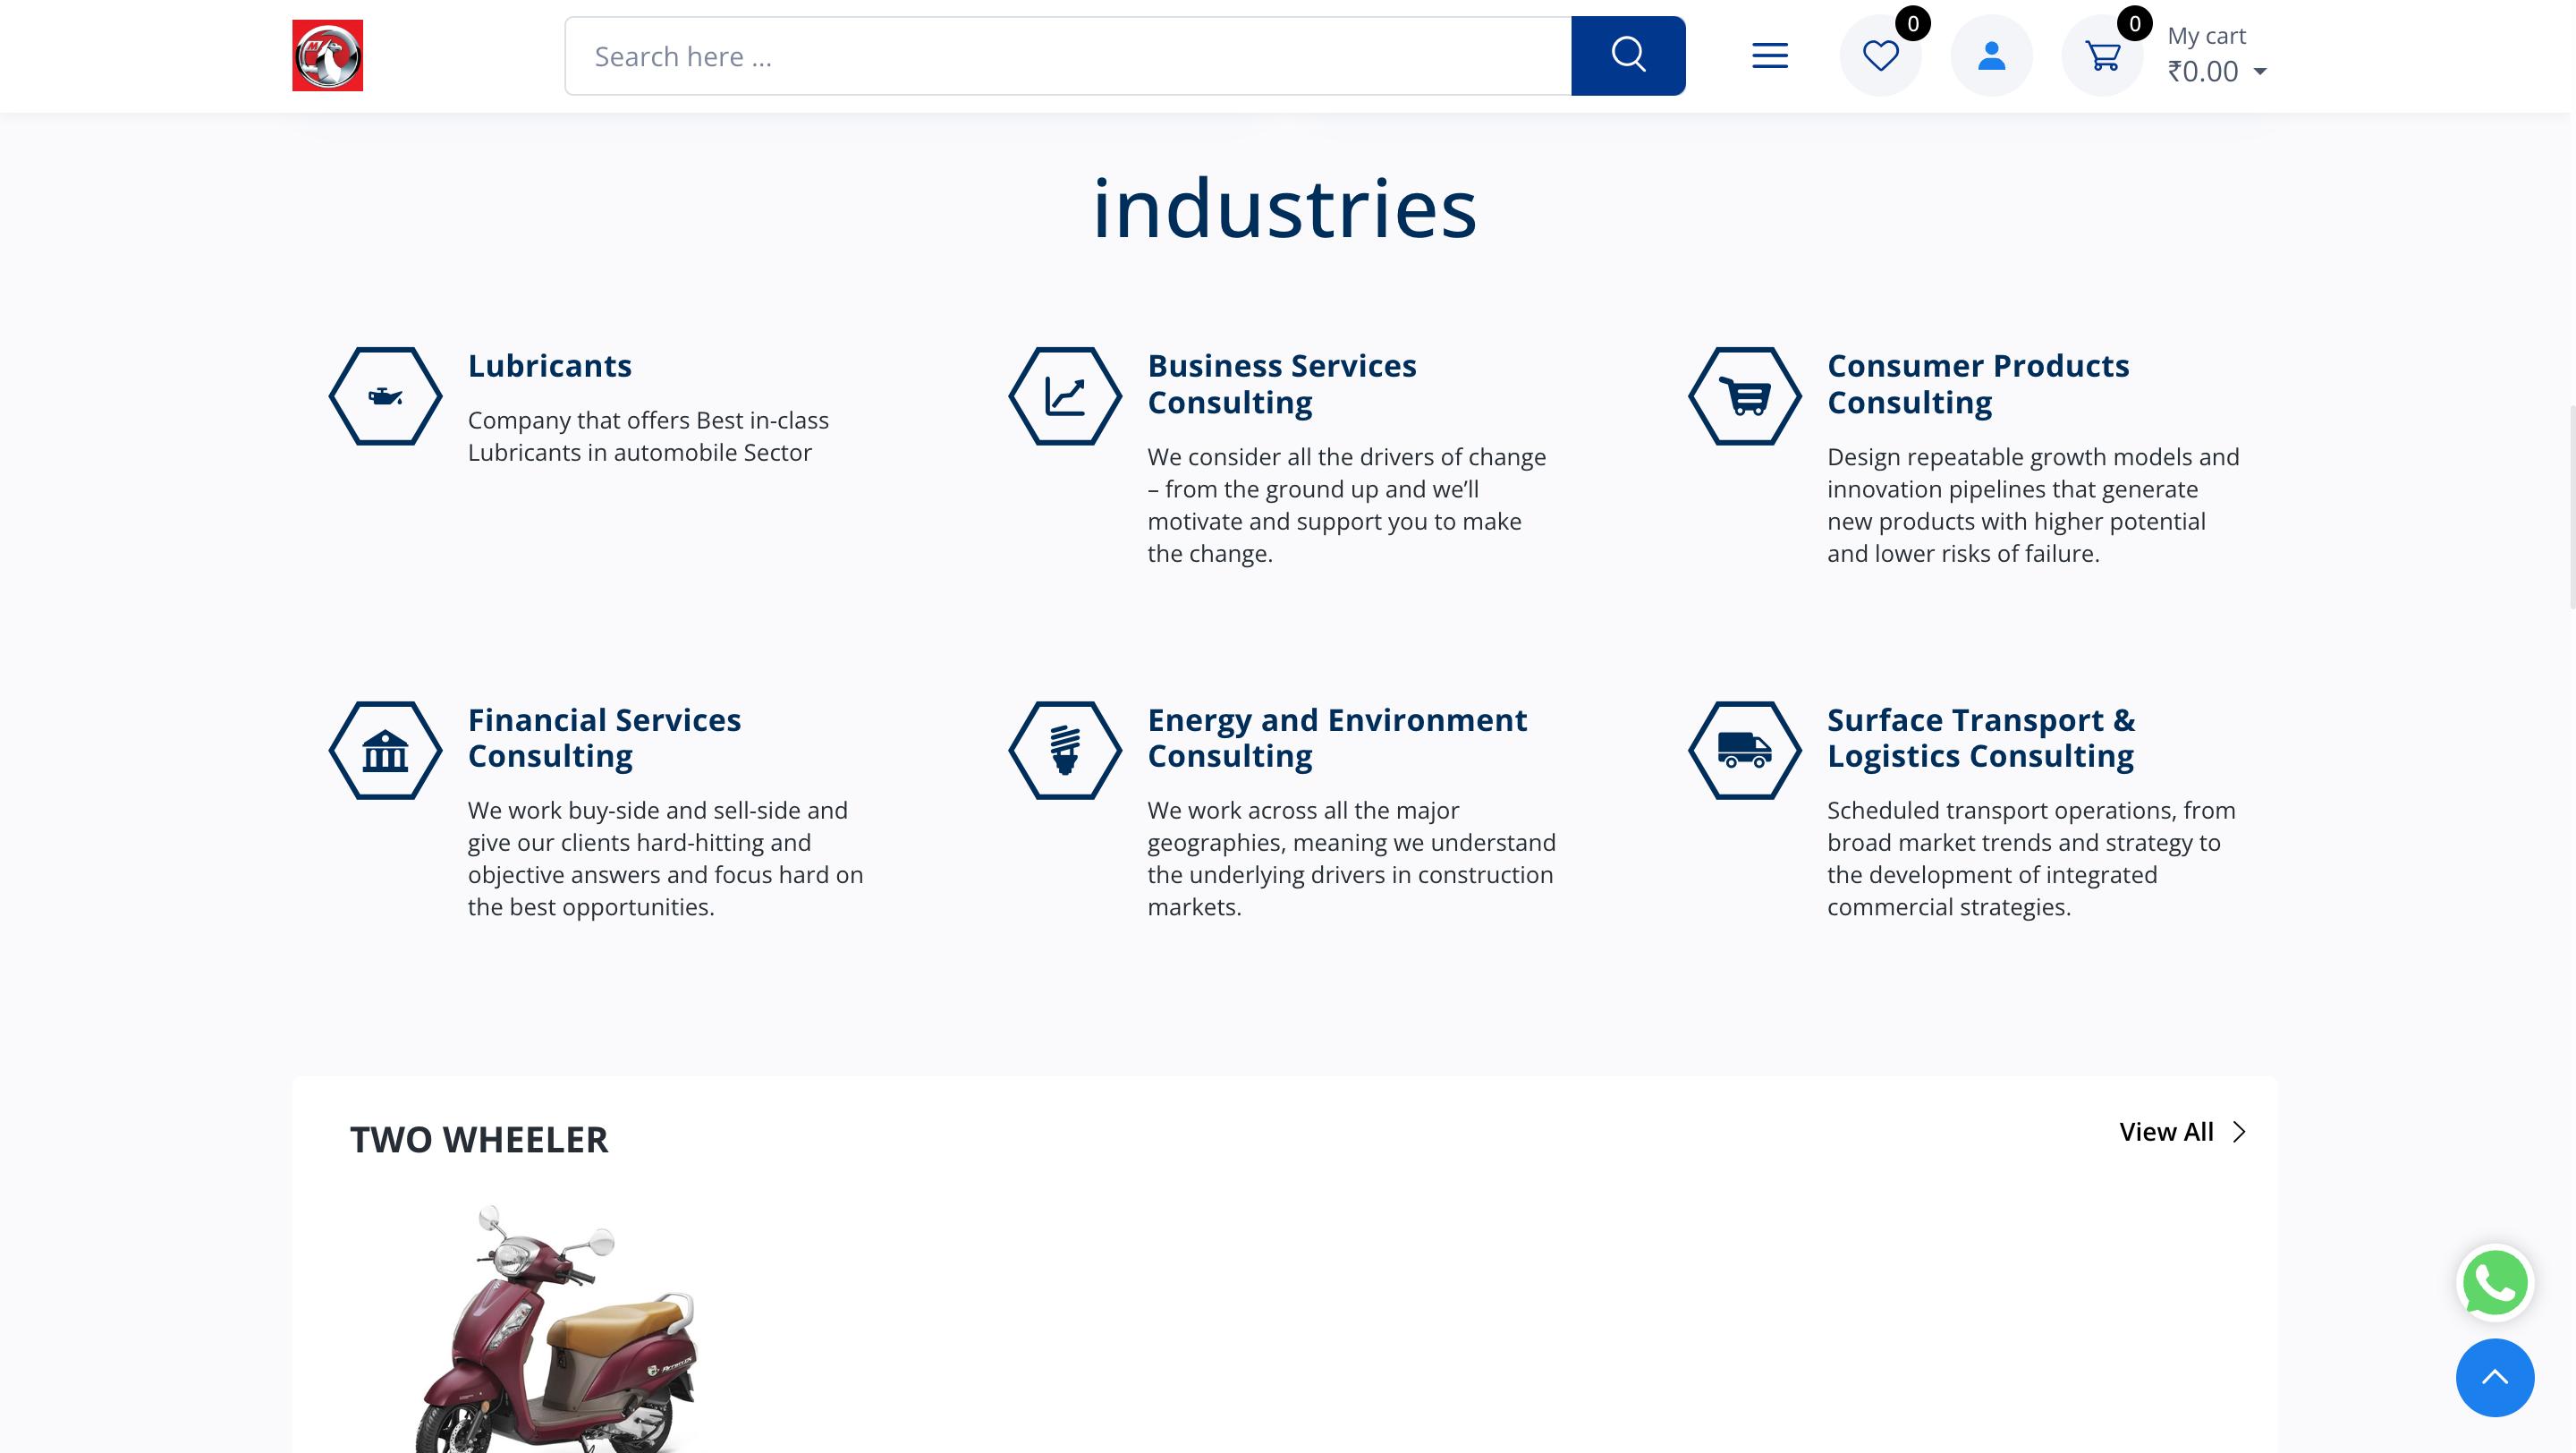 Search here ...
0
0
My cart
₹0.00
industries
Lubricants
Company that offers Best in-class
Lubricants in automobile Sector
Business Services
Consulting
We consider all the drivers of change
– from the ground up and we’ll
motivate and support you to make
the change.
Consumer Products
Consulting
Design repeatable growth models and
innovation pipelines that generate
new products with higher potential
and lower risks of failure.
Financial Services
Consulting
We work buy-side and sell-side and
give our clients hard-hitting and
objective answers and focus hard on
the best opportunities.
Energy and Environment
Consulting
We work across all the major
geographies, meaning we understand
the underlying drivers in construction
markets.
Surface Transport &
Logistics Consulting
Scheduled transport operations, from
broad market trends and strategy to
the development of integrated
commercial strategies.
TWO WHEELER
View All